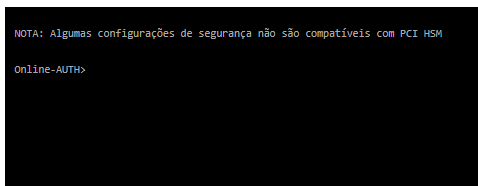 NOTA: Algumas configurações de segurança não são compatíveis com PCI HSM
Online-AUTH>